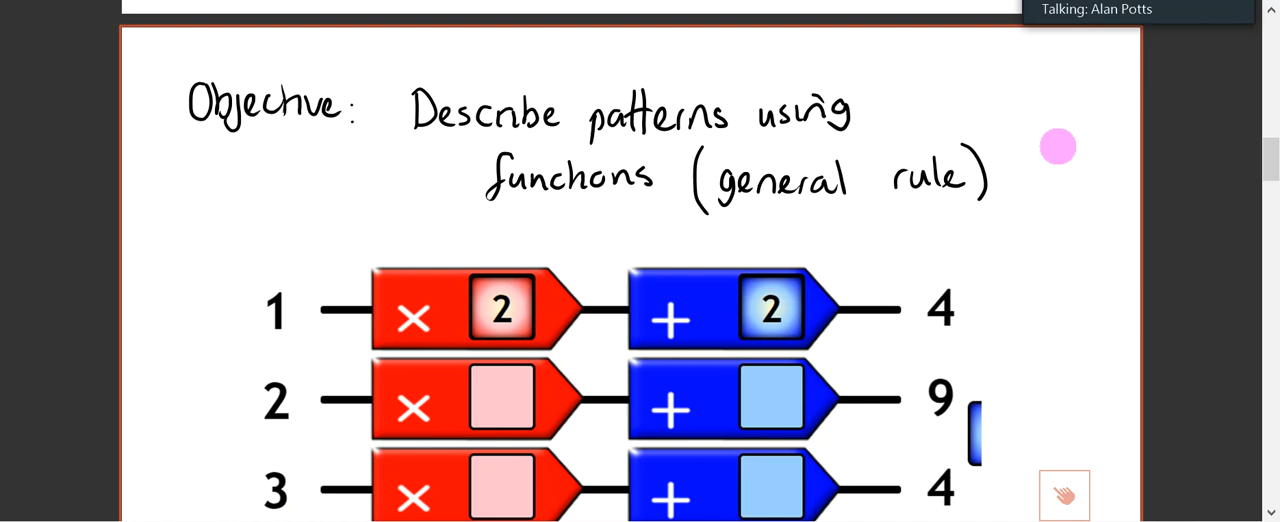 Talking: Alan Potts
Objective: Describe patterns using
functions (general rule)
1 × 2 + 2 4
2 × + 9
3 × + 4